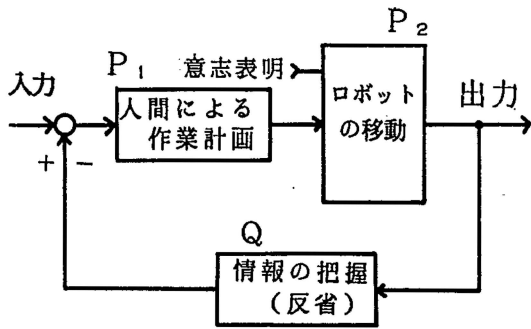 P₂
P₁
意志表明
入力
人間による
作業計画
ロボット
の移動
出力
+ −
Q
情報の把握
(反省)